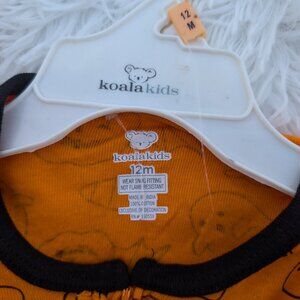 12
M
koalakids
koalakids
12m
WEAR SNUG FITTING
NOT FLAME RESISTANT
MADE IN INDIA
100% COTTON
EXCLUSIVE OF DECORATION